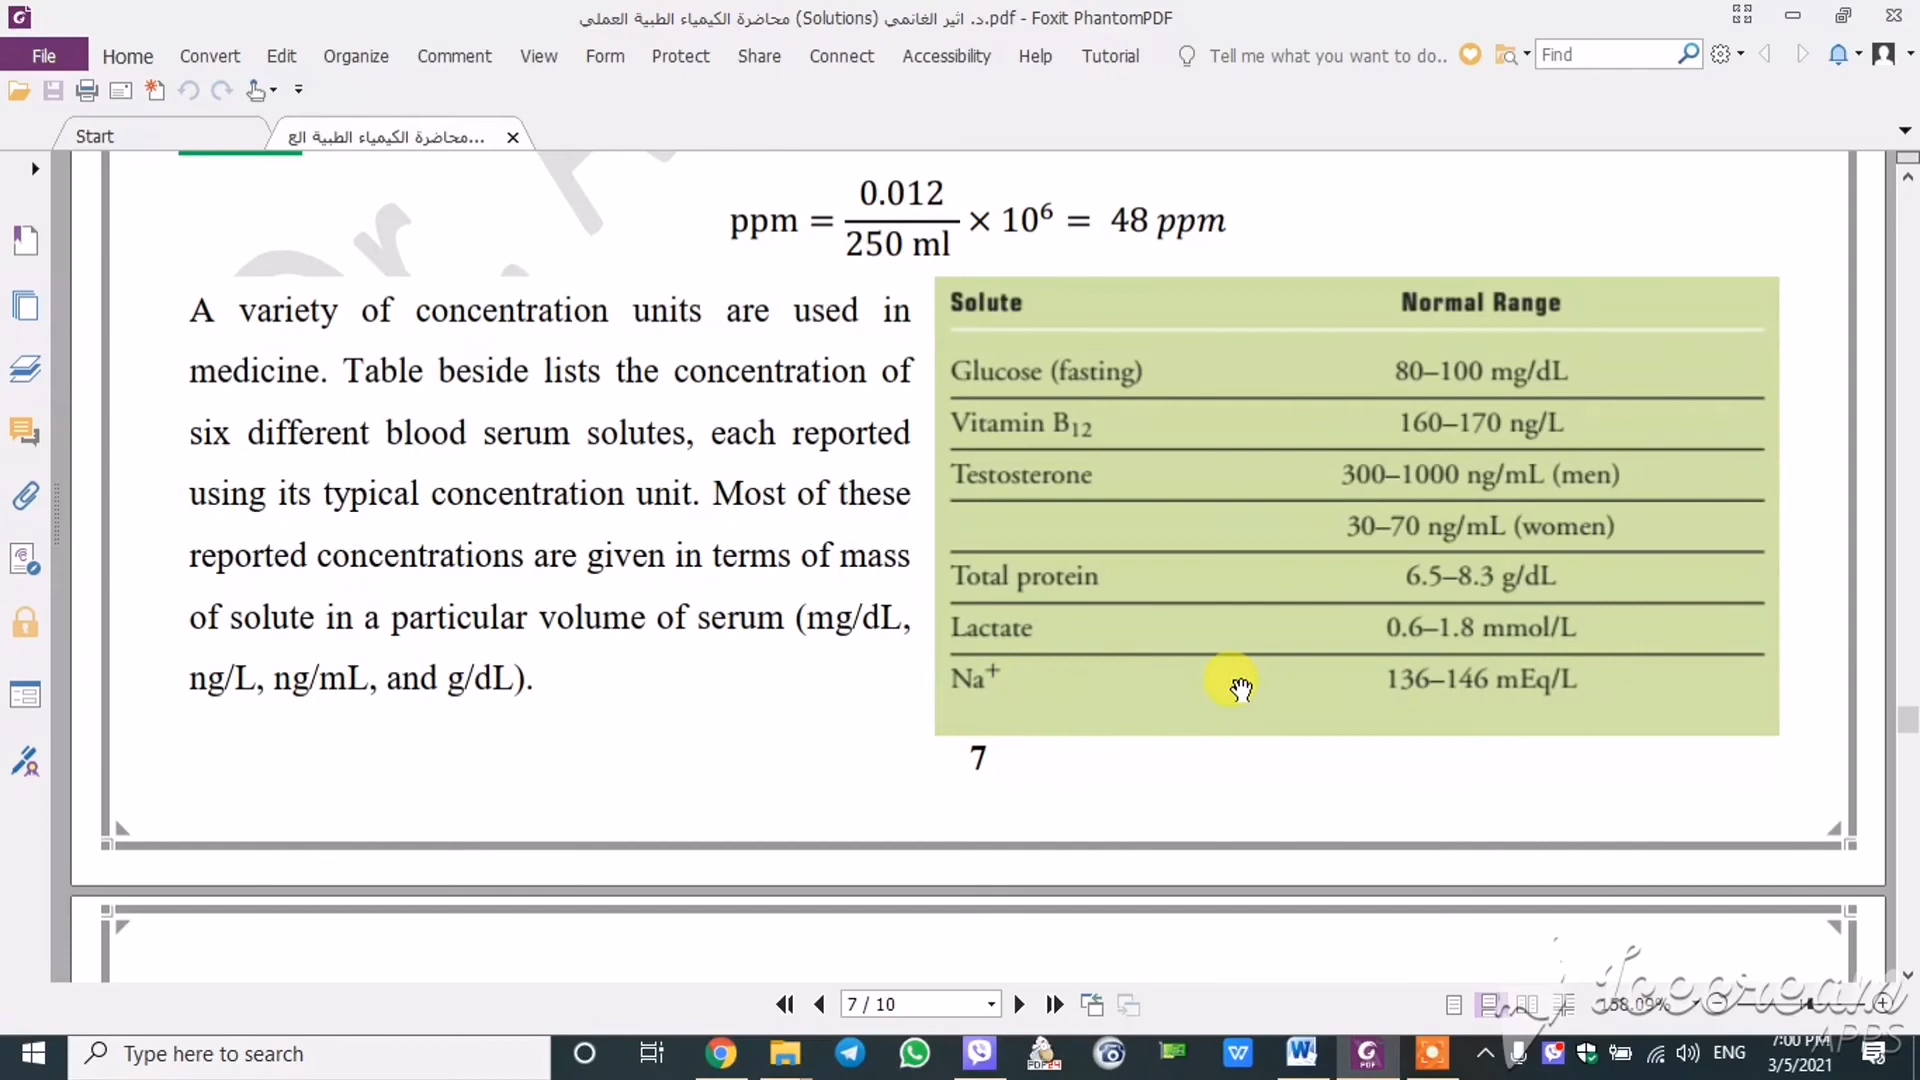 د. اثير الغانمي (Solutions) محاضرة الكيمياء الطبية العملي.pdf - Foxit PhantomPDF
File Home Convert Edit Organize Comment View Form Protect Share Connect Accessibility Help Tutorial Tell me what you want to do.. Find
Start
محاضرة الكيمياء الطبية الع...
ppm = 0.012 / 250 ml × 10⁶ = 48 ppm
A variety of concentration units are used in
medicine. Table beside lists the concentration of
six different blood serum solutes, each reported
using its typical concentration unit. Most of these
reported concentrations are given in terms of mass
of solute in a particular volume of serum (mg/dL,
ng/L, ng/mL, and g/dL).
Solute Normal Range
Glucose (fasting) 80–100 mg/dL
Vitamin B₁₂ 160–170 ng/L
Testosterone 300–1000 ng/mL (men)
30–70 ng/mL (women)
Total protein 6.5–8.3 g/dL
Lactate 0.6–1.8 mmol/L
Na⁺ 136–146 mEq/L
7
7 / 10
158.09%
APPS
Type here to search
ENG
7:00 PM
3/5/2021